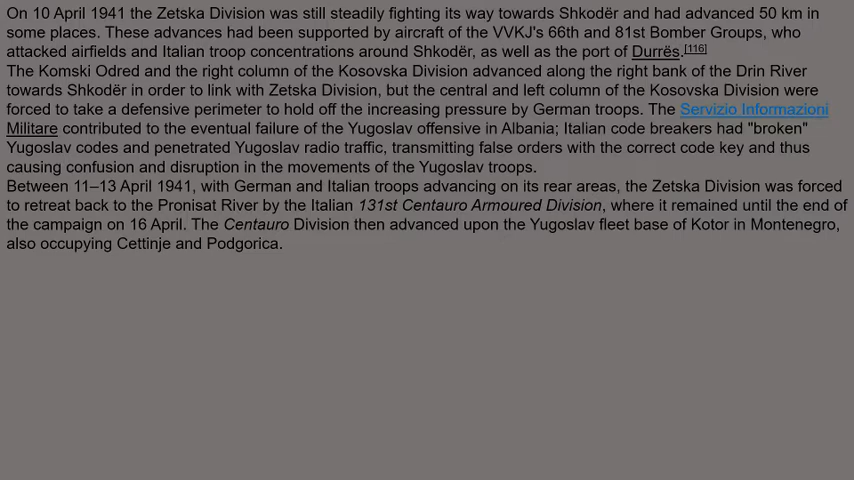 On 10 April 1941 the Zetska Division was still steadily fighting its way towards Shkodër and had advanced 50 km in
some places. These advances had been supported by aircraft of the VVKJ's 66th and 81st Bomber Groups, who
attacked airfields and Italian troop concentrations around Shkodër, as well as the port of Durrës.[116]
The Komski Odred and the right column of the Kosovska Division advanced along the right bank of the Drin River
towards Shkodër in order to link with Zetska Division, but the central and left column of the Kosovska Division were
forced to take a defensive perimeter to hold off the increasing pressure by German troops. The Servizio Informazioni
Militare contributed to the eventual failure of the Yugoslav offensive in Albania; Italian code breakers had "broken"
Yugoslav codes and penetrated Yugoslav radio traffic, transmitting false orders with the correct code key and thus
causing confusion and disruption in the movements of the Yugoslav troops.
Between 11–13 April 1941, with German and Italian troops advancing on its rear areas, the Zetska Division was forced
to retreat back to the Pronisat River by the Italian 131st Centauro Armoured Division, where it remained until the end of
the campaign on 16 April. The Centauro Division then advanced upon the Yugoslav fleet base of Kotor in Montenegro,
also occupying Cettinje and Podgorica.